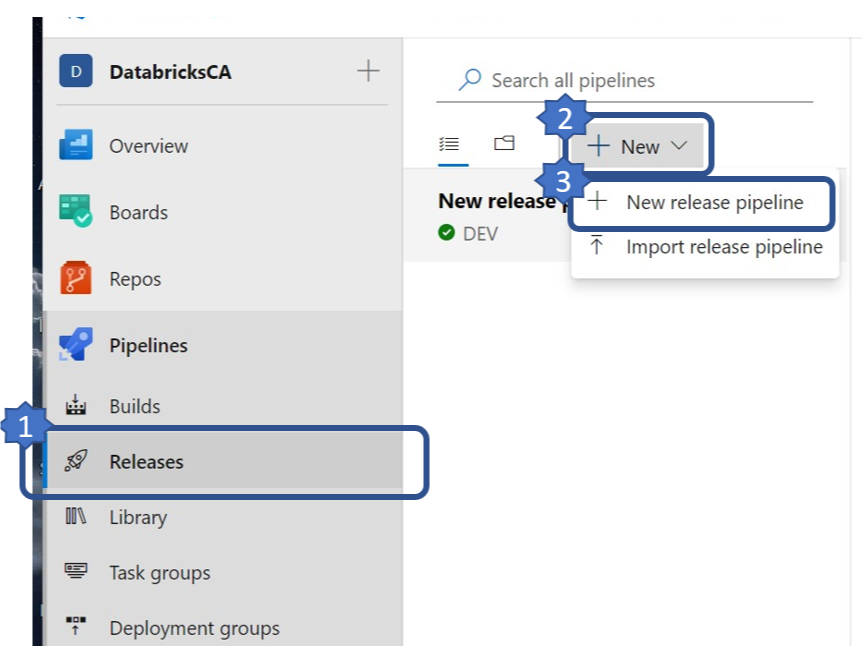 D DatabricksCA
Overview
Boards
Repos
Pipelines
Builds
1
Releases
Library
Task groups
Deployment groups
Search all pipelines
2
New
3
New release
DEV
New release pipeline
Import release pipeline